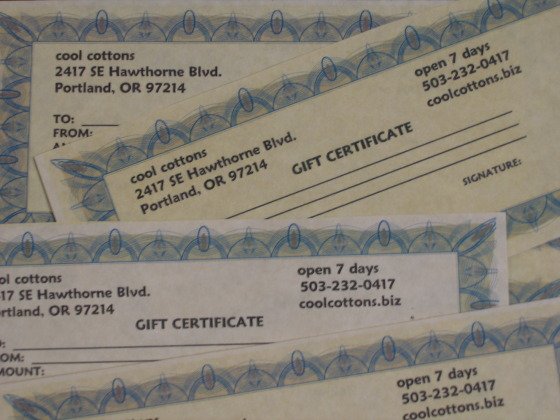 cool cottons
2417 SE Hawthorne Blvd.
Portland, OR 97214
TO:
FROM:
cool cottons
2417 SE Hawthorne Blvd.
Portland, OR 97214
GIFT CERTIFICATE
open 7 days
503-232-0417
coolcottons.biz
SIGNATURE:
ol cottons
17 SE Hawthorne Blvd.
rtland, OR 97214
GIFT CERTIFICATE
open 7 days
503-232-0417
coolcottons.biz
OM:
MOUNT:
open 7 days
503-232-0417
coolcottons.biz